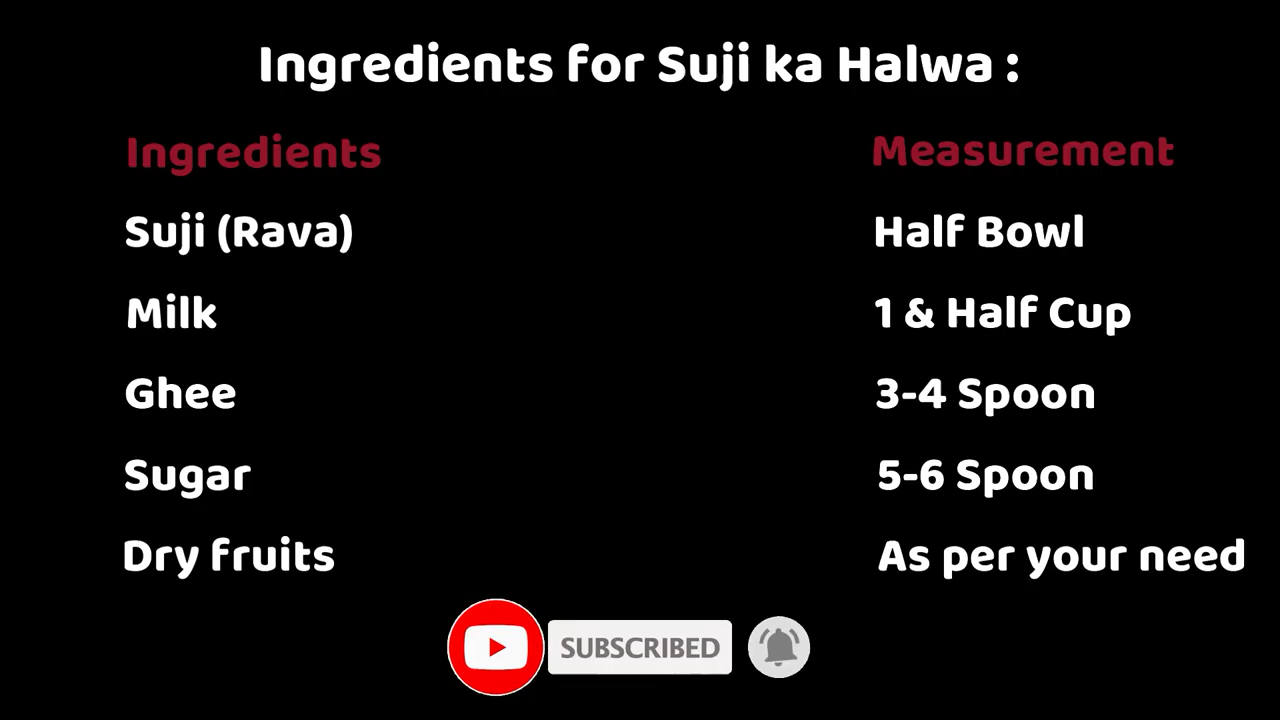 Ingredients for Suji ka Halwa :
Ingredients Measurement
Suji (Rava) Half Bowl
Milk 1 & Half Cup
Ghee 3-4 Spoon
Sugar 5-6 Spoon
Dry fruits As per your need
SUBSCRIBED